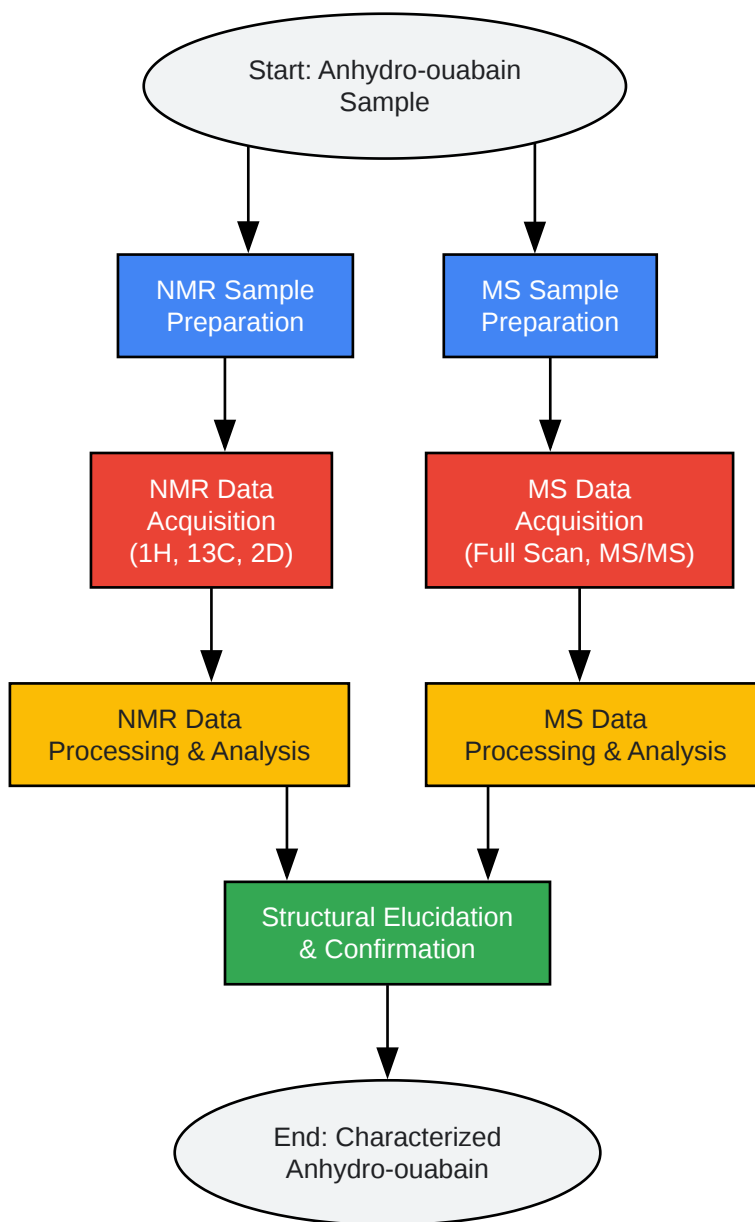 Start: Anhydro-ouabain
Sample
NMR Sample
Preparation
MS Sample
Preparation
NMR Data
Acquisition
(1H, 13C, 2D)
MS Data
Acquisition
(Full Scan, MS/MS)
NMR Data
Processing & Analysis
MS Data
Processing & Analysis
Structural Elucidation
& Confirmation
End: Characterized
Anhydro-ouabain